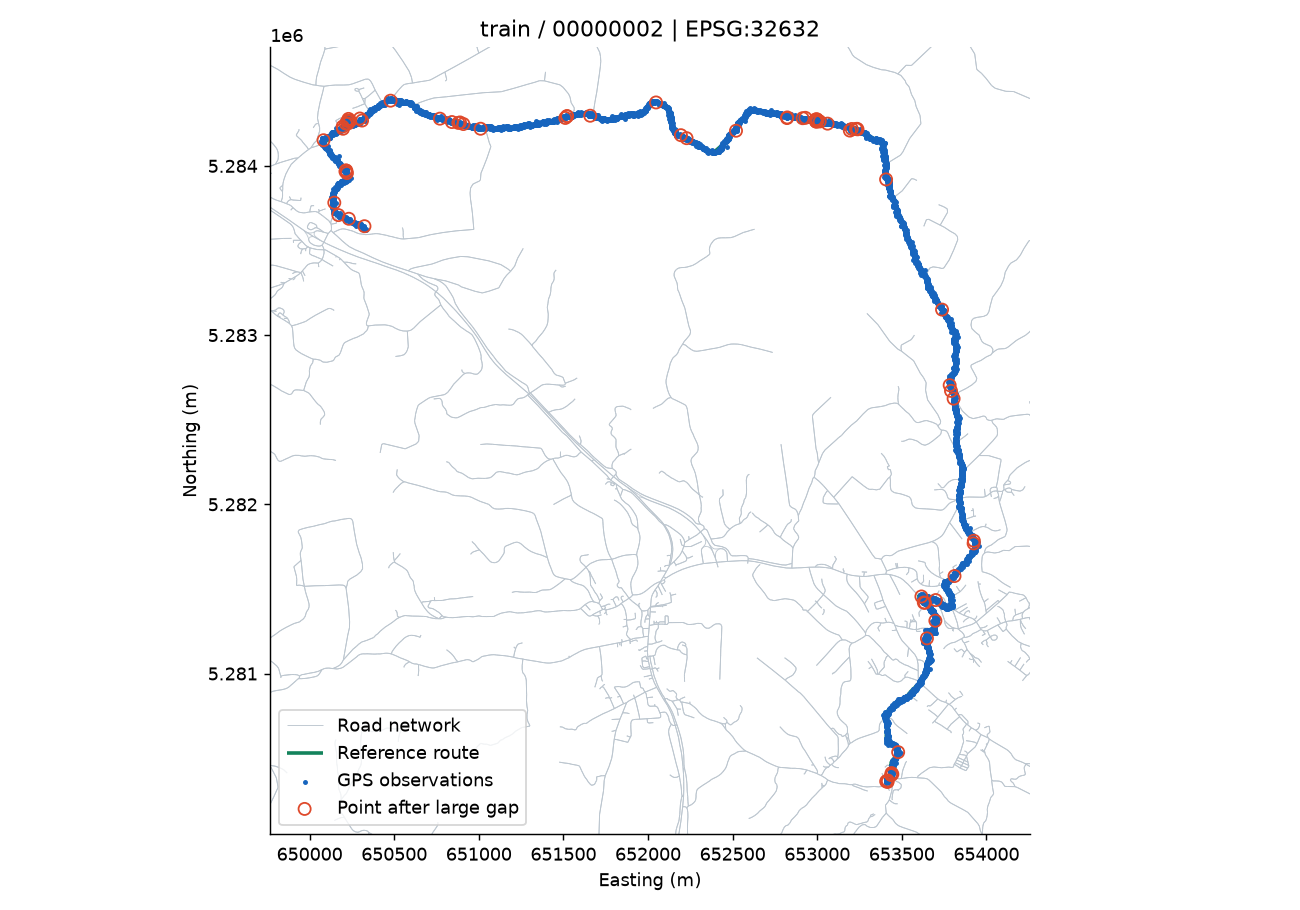 train / 00000002 | EPSG:32632
1e6
5.284
5.283
5.282
5.281
Northing (m)
Road network
Reference route
GPS observations
Point after large gap
650000 650500 651000 651500 652000 652500 653000 653500 654000
Easting (m)